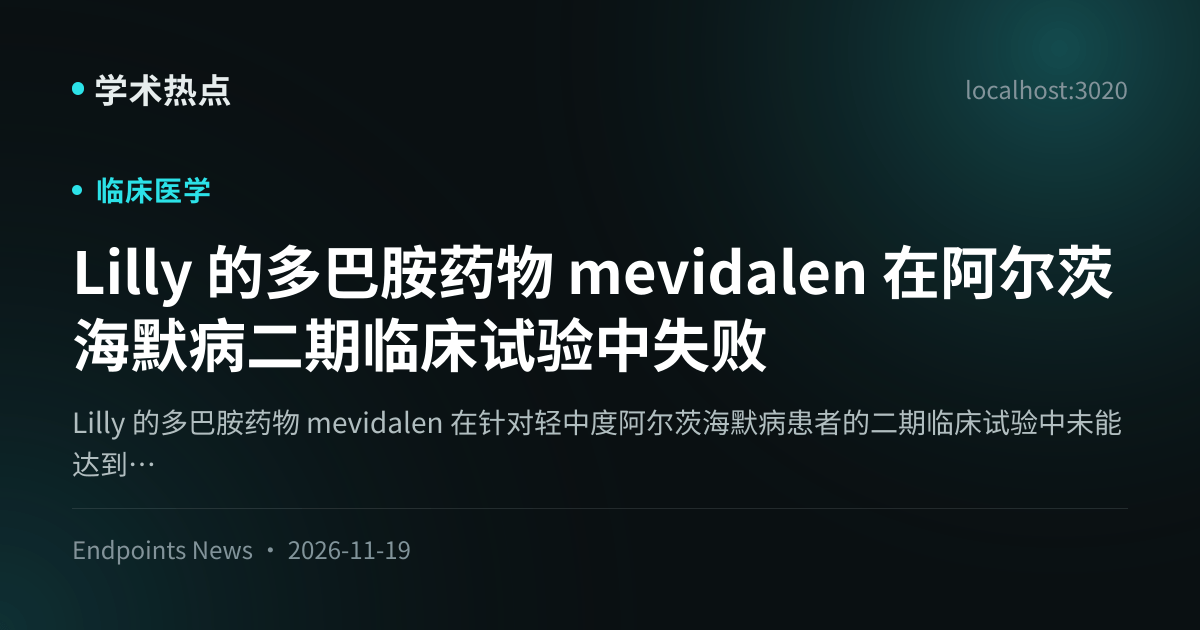 学术热点
localhost:3020
临床医学
Lilly 的多巴胺药物 mevidalen 在阿尔茨
海默病二期临床试验中失败
Lilly 的多巴胺药物 mevidalen 在针对轻中度阿尔茨海默病患者的二期临床试验中未能
达到…
Endpoints News · 2026-11-19